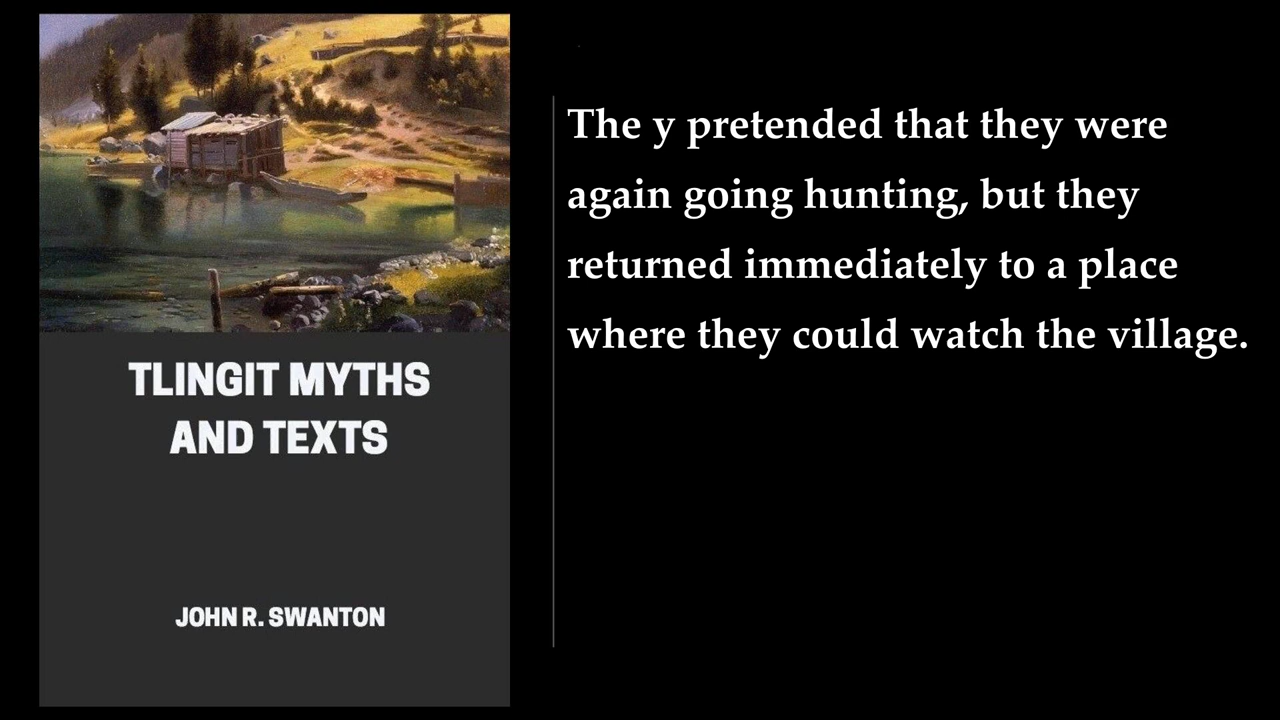 TLINGIT MYTHS
AND TEXTS
JOHN R. SWANTON
The y pretended that they were
again going hunting, but they
returned immediately to a place
where they could watch the village.